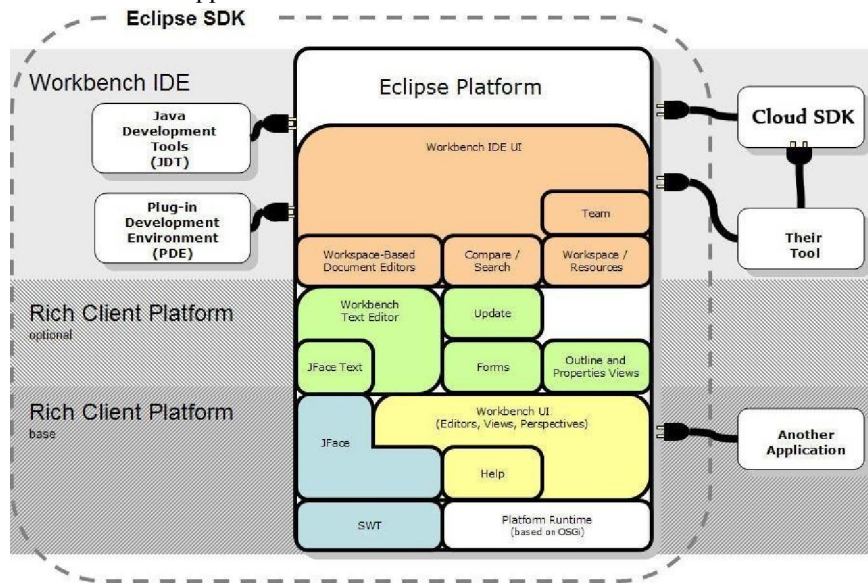 Eclipse SDK
Workbench IDE
Eclipse Platform
Java
Development
Tools
(JDT)
Cloud SDK
Workbench IDE UI
Plug-in
Development
Environment
(PDE)
Team
Their
Tool
Workspace-Based
Document Editors
Compare /
Search
Workspace /
Resources
Rich Client Platform
optional
Workbench
Text Editor
Update
JFace Text
Forms
Outline and
Properties Views
Rich Client Platform
base
JFace
Workbench UI
(Editors, Views, Perspectives)
Another
Application
Help
SWT
Platform Runtime
(based on OSGi)